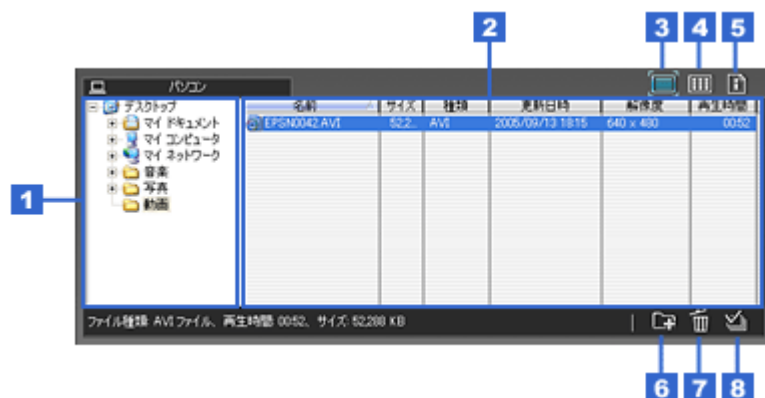 2
3
4
5
パソコン
1
デスクトップ
マイ ドキュメント
マイ コンピュータ
マイ ネットワーク
音楽
写真
動画
名前 サイズ 種類 更新日時 解像度 再生時間
EPSN0042.AVI 52,2... AVI 2005/09/13 18:15 640 x 480 00:52
ファイル種類: AVI ファイル、再生時間: 00:52、サイズ: 52,288 KB
6
7
8